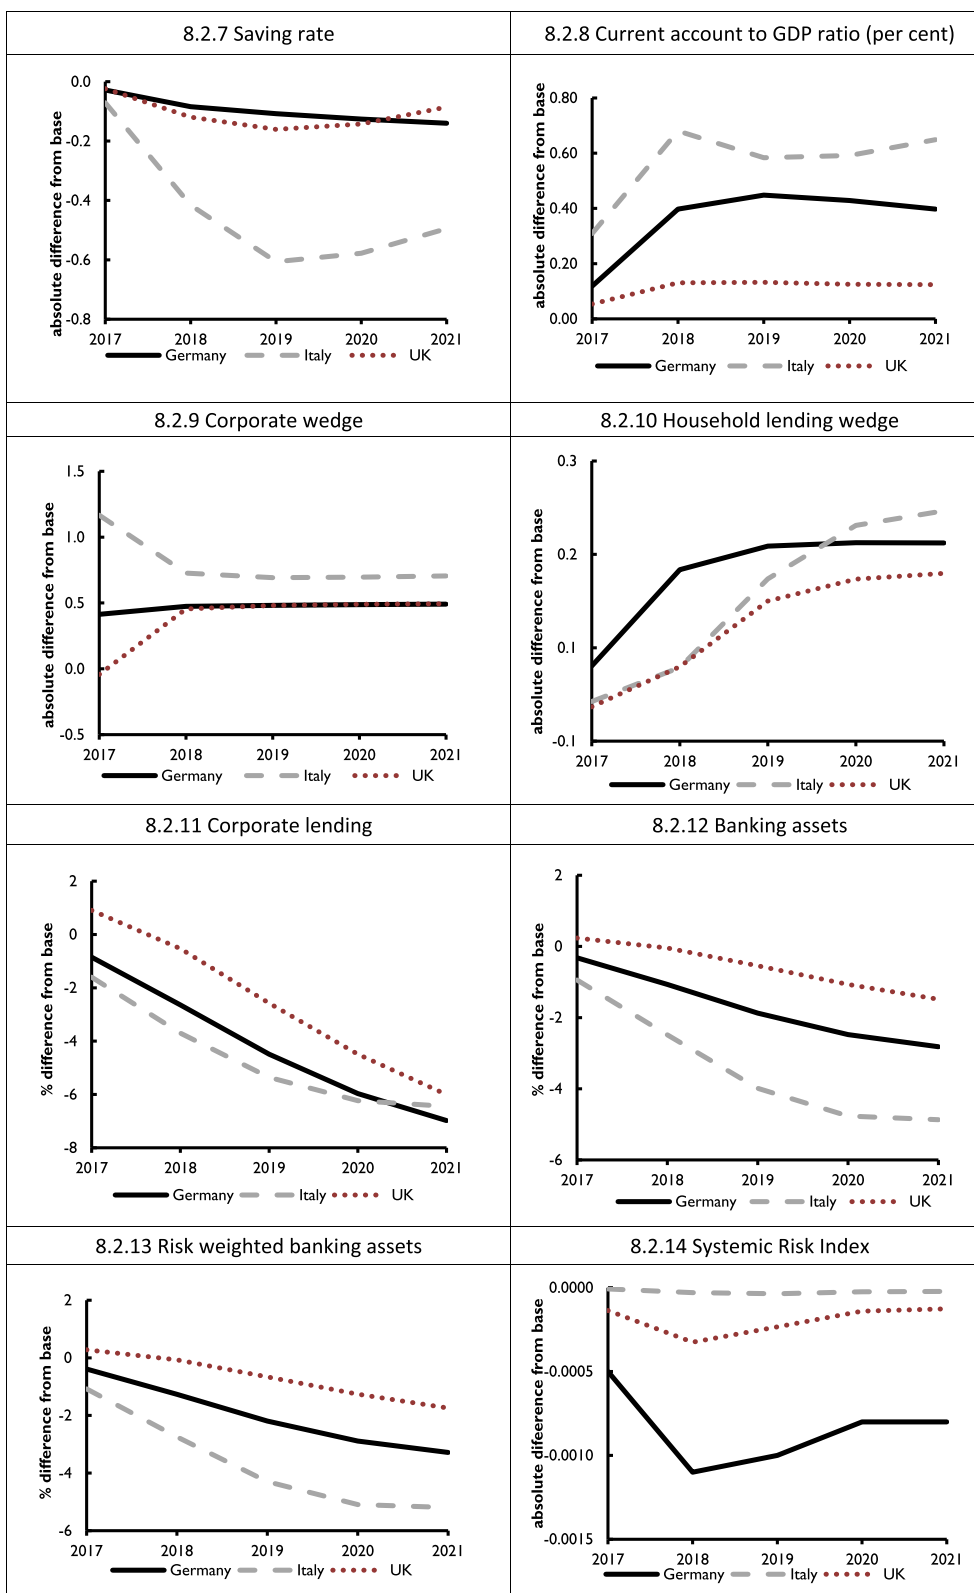 8.2.7 Saving rate
8.2.8 Current account to GDP ratio (per cent)
absolute difference from base
0.0
-0.2
-0.4
-0.6
-0.8
2017 2018 2019 2020 2021
Germany Italy UK
absolute difference from base
0.80
0.60
0.40
0.20
0.00
2017 2018 2019 2020 2021
Germany Italy UK
8.2.9 Corporate wedge
8.2.10 Household lending wedge
absolute difference from base
1.5
1.0
0.5
0.0
-0.5
2017 2018 2019 2020 2021
Germany Italy UK
absolute difference from base
0.3
0.2
0.1
-0.1
2017 2018 2019 2020 2021
Germany Italy UK
8.2.11 Corporate lending
8.2.12 Banking assets
% difference from base
2
0
-2
-4
-6
-8
2017 2018 2019 2020 2021
Germany Italy UK
% difference from base
2
0
-2
-4
-6
2017 2018 2019 2020 2021
Germany Italy UK
8.2.13 Risk weighted banking assets
8.2.14 Systemic Risk Index
% difference from base
2
0
-2
-4
-6
2017 2018 2019 2020 2021
Germany Italy UK
absolute difeerence from base
0.0000
-0.0005
-0.0010
-0.0015
2017 2018 2019 2020 2021
Germany Italy UK